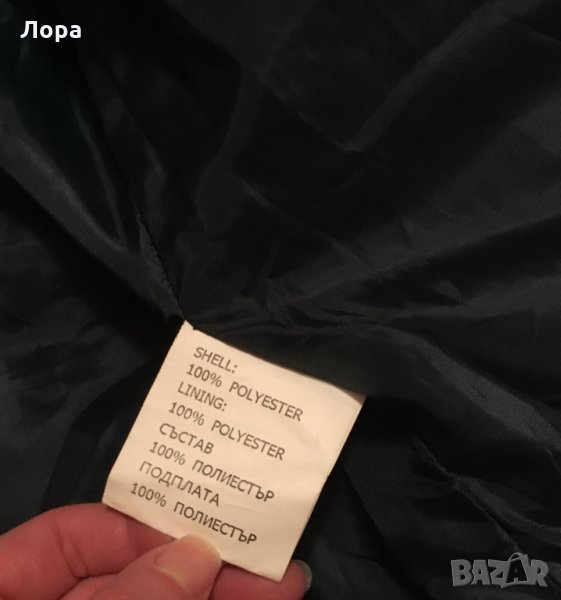 Лора
SHELL:
100% POLYESTER
LINING:
100% POLYESTER
СЪСТАВ
100% ПОЛИЕСТЪР
ПОДПЛАТА
100% ПОЛИЕСТЪР
BAZAR